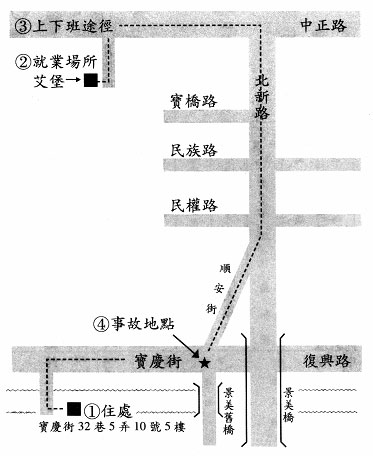 ③上下班途徑
中正路
②就業場所
艾堡→
北新路
寶橋路
民族路
民權路
順安街
④事故地點
寶慶街
復興路
景美舊橋
景美橋
①住處
寶慶街32巷5弄10號5樓